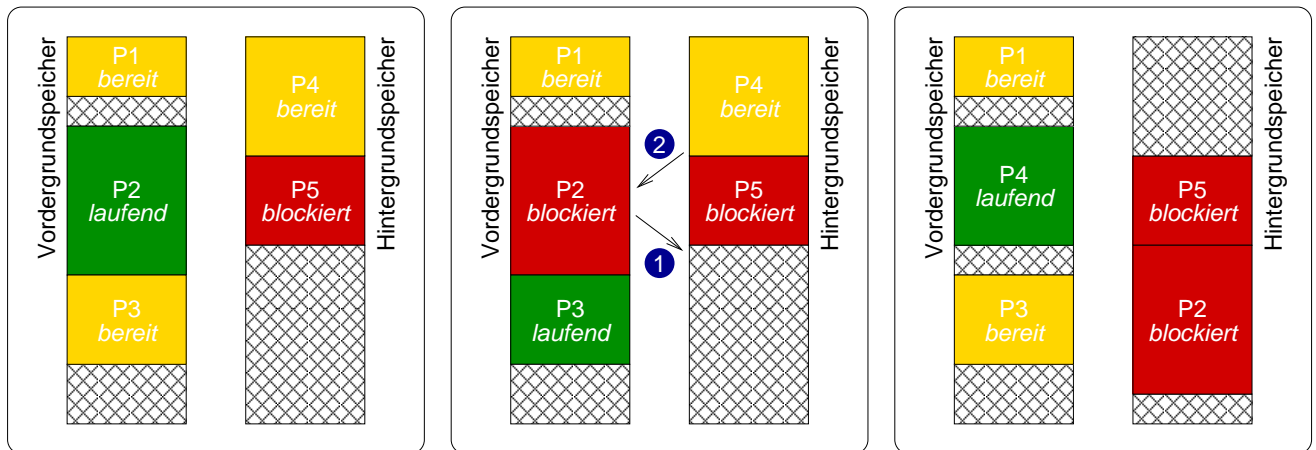 Vordergrundspeicher
P1
bereit
P2
laufend
P3
bereit
P4
bereit
P5
blockiert
Hintergrundspeicher
Vordergrundspeicher
P1
bereit
P2
blockiert
P3
laufend
2
1
P4
bereit
P5
blockiert
Hintergrundspeicher
Vordergrundspeicher
P1
bereit
P4
laufend
P3
bereit
P5
blockiert
P2
blockiert
Hintergrundspeicher